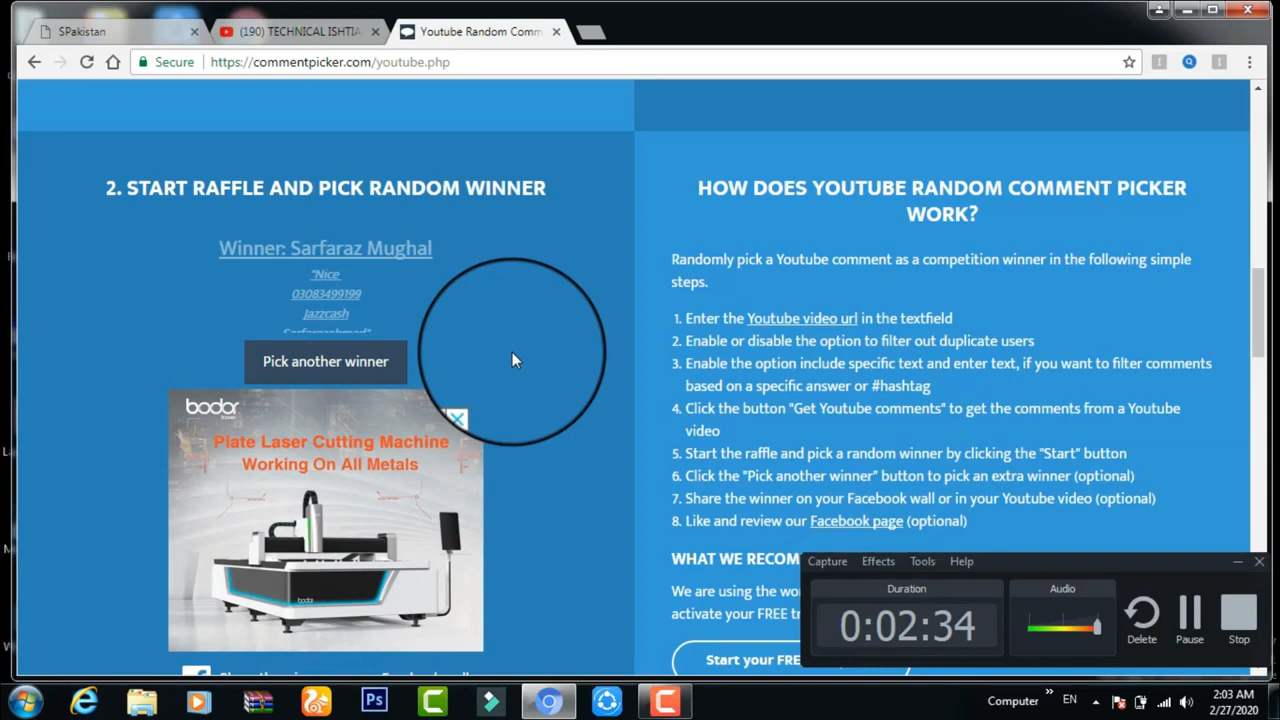 SPakistan
(190) TECHNICAL ISHTIA
Youtube Random Comm
Secure
https://commentpicker.com/youtube.php
2. START RAFFLE AND PICK RANDOM WINNER
Winner: Sarfaraz Mughal
"Nice
03083499199
Jazzcash
Pick another winner
bodor
Plate Laser Cutting Machine
Working On All Metals
bodor
HOW DOES YOUTUBE RANDOM COMMENT PICKER
WORK?
Randomly pick a Youtube comment as a competition winner in the following simple
steps.
1. Enter the Youtube video url in the textfield
2. Enable or disable the option to filter out duplicate users
3. Enable the option include specific text and enter text, if you want to filter comments
based on a specific answer or #hashtag
4. Click the button "Get Youtube comments" to get the comments from a Youtube
video
5. Start the raffle and pick a random winner by clicking the "Start" button
6. Click the "Pick another winner" button to pick an extra winner (optional)
7. Share the winner on your Facebook wall or in your Youtube video (optional)
8. Like and review our Facebook page (optional)
WHAT WE RECOM
We are using the wo
activate your FREE tr
Start your FRE
Capture Effects Tools Help
Duration
0:02:34
Audio
Delete
Pause
Stop
Ps
Computer
EN
2:03 AM
2/27/2020